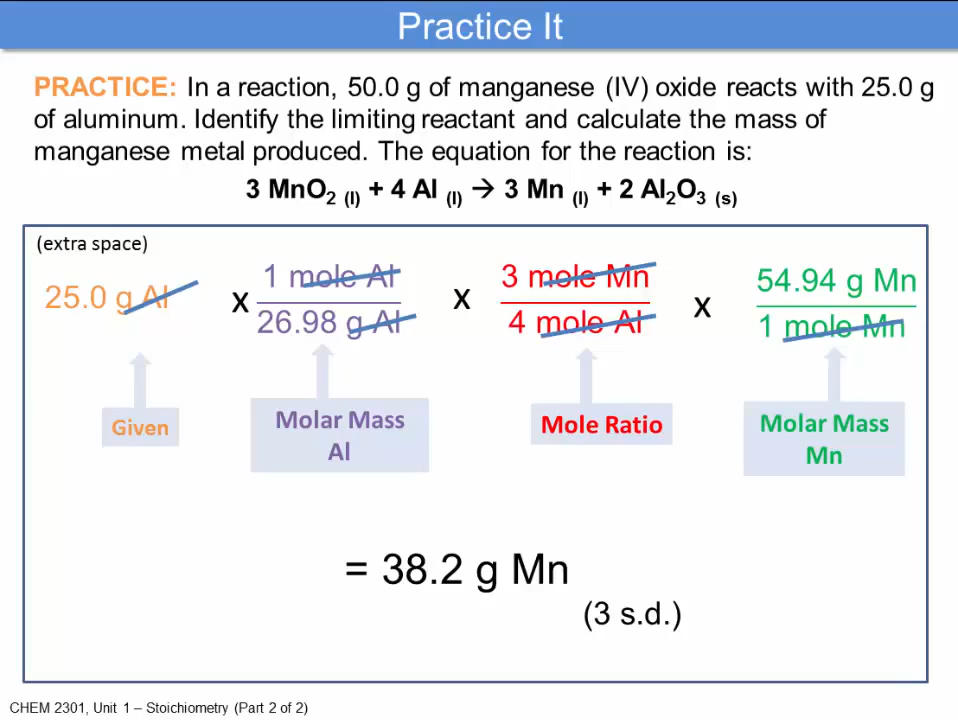 Practice It
PRACTICE: In a reaction, 50.0 g of manganese (IV) oxide reacts with 25.0 g
of aluminum. Identify the limiting reactant and calculate the mass of
manganese metal produced. The equation for the reaction is:
3 MnO2 (l) + 4 Al (l) → 3 Mn (l) + 2 Al2O3 (s)
(extra space)
25.0 g Al x 1 mole Al x 3 mole Mn x 54.94 g Mn
26.98 g Al 4 mole Al 1 mole Mn
Given
Molar Mass
Al
Mole Ratio
Molar Mass
Mn
= 38.2 g Mn
(3 s.d.)
CHEM 2301, Unit 1 – Stoichiometry (Part 2 of 2)